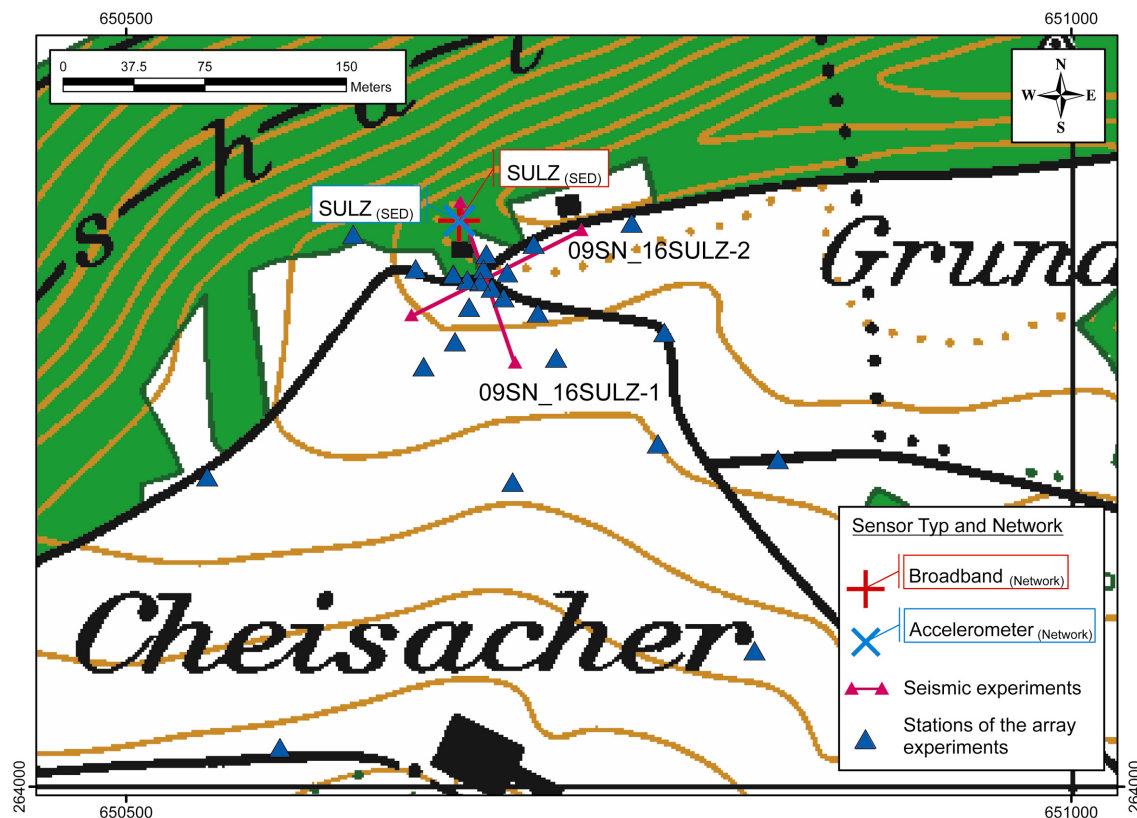 650500
651000
0
37.5
75
150
Meters
N
W
E
S
s h a l
SULZ (SED)
SULZ (SED)
09SN_16SULZ-2
Grund
09SN_16SULZ-1
Sensor Typ and Network
Broadband (Network)
Accelerometer (Network)
Seismic experiments
Stations of the array
experiments
Cheisacher
264000
264000
650500
651000